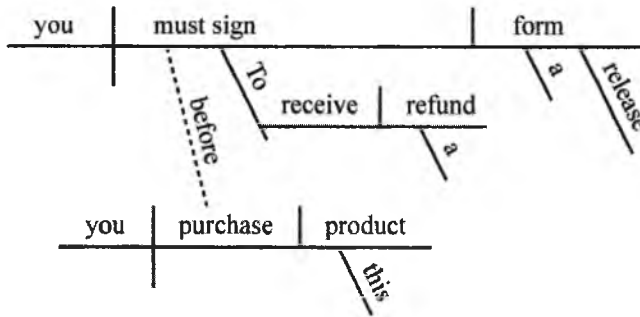 you must sign form
To a release
before receive refund
a
you purchase product
this